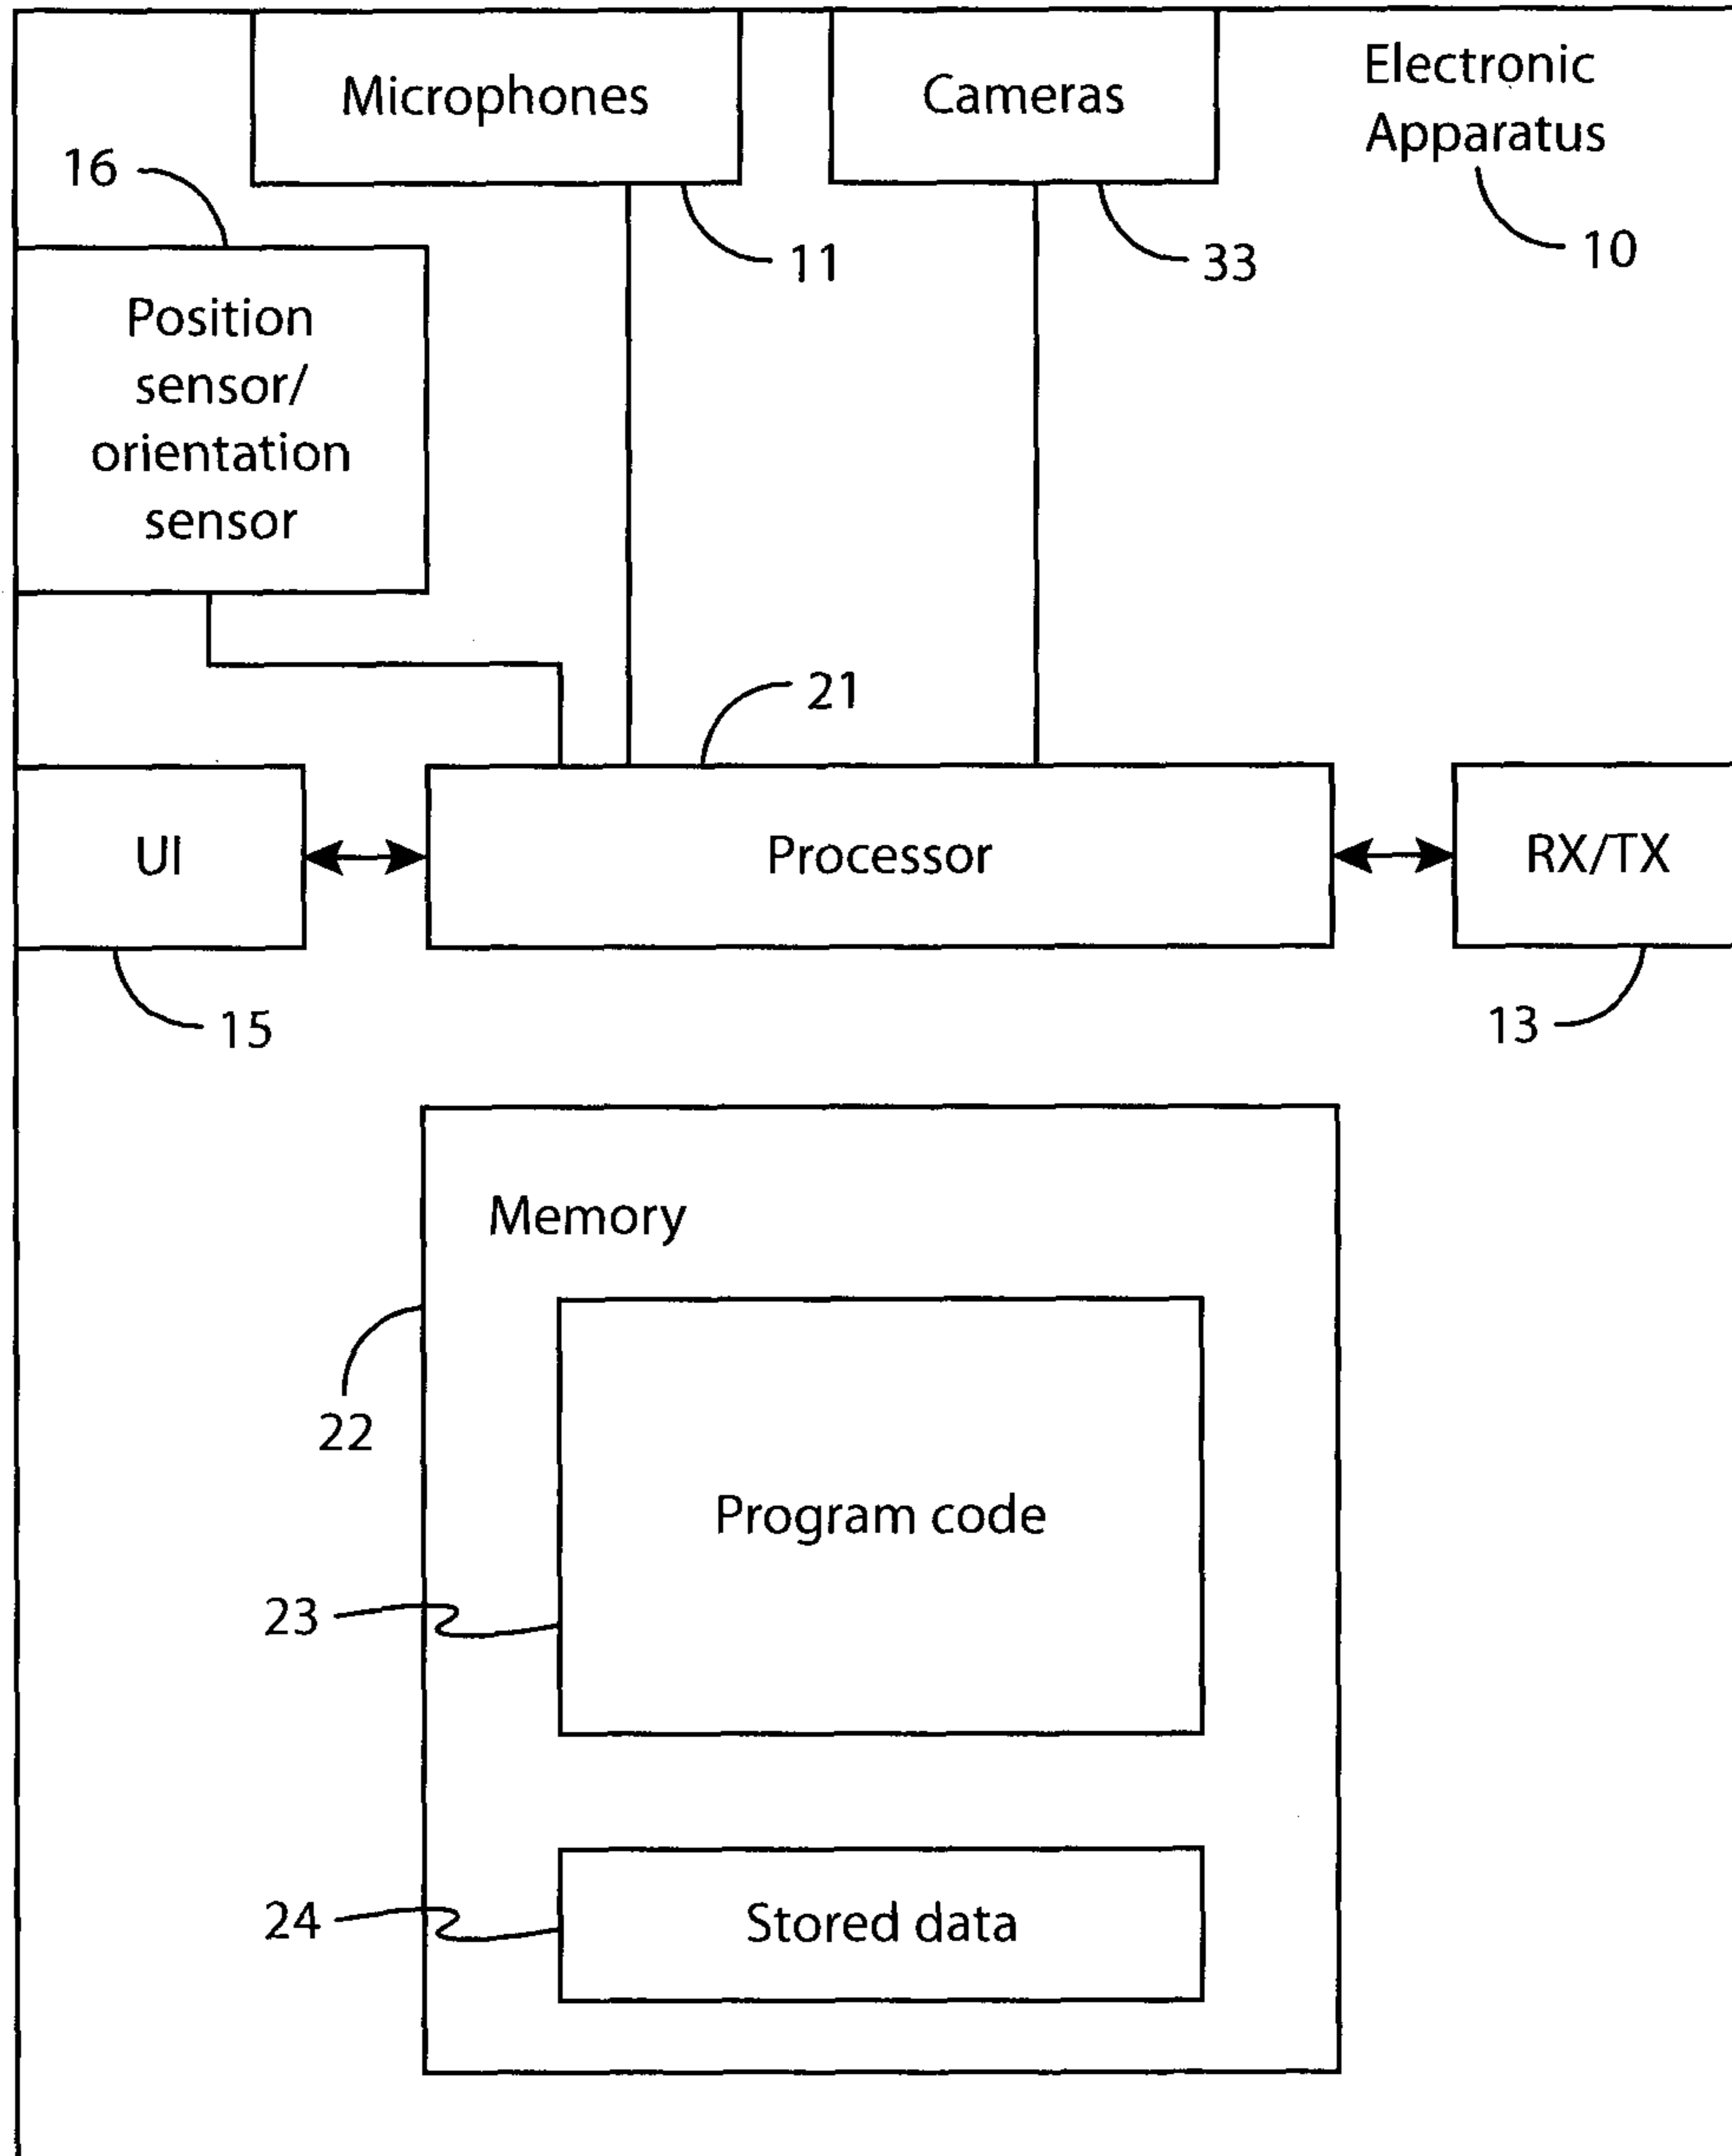 Microphones
Cameras
Electronic
Apparatus
16
11
33
10
Position
sensor/
orientation
sensor
21
UI
Processor
RX/TX
15
13
Memory
22
Program code
23
24
Stored data